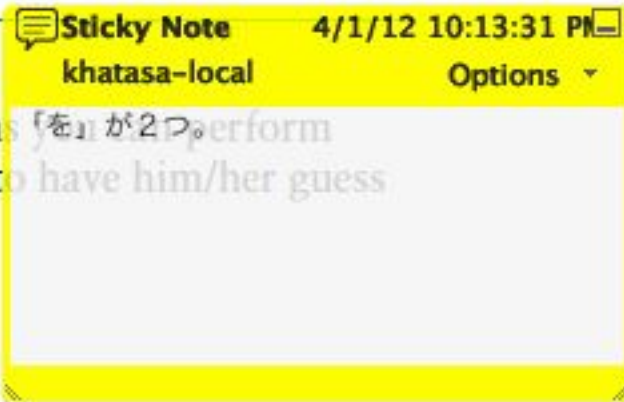 Sticky Note 4/1/12 10:13:31 PM
khatasa-local Options
「を」が2つ。
s you can perform
to have him/her guess